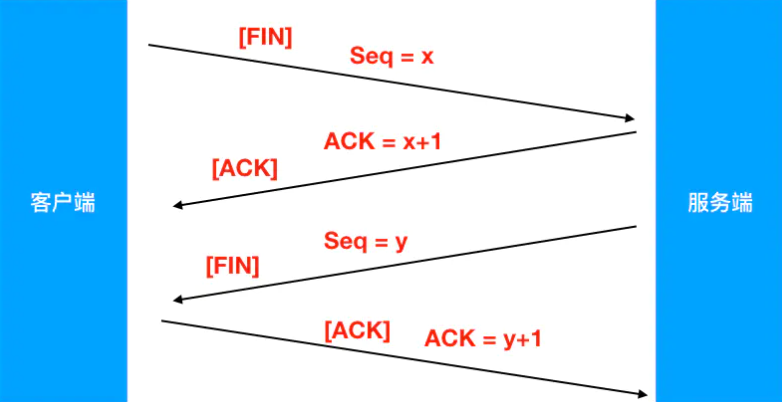 [FIN]
Seq = x
ACK = x+1
[ACK]
客户端
服务端
Seq = y
[FIN]
[ACK]
ACK = y+1